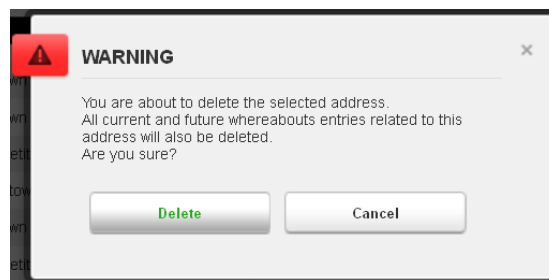 WARNING
You are about to delete the selected address.
All current and future whereabouts entries related to this
address will also be deleted.
Are you sure?
Delete Cancel